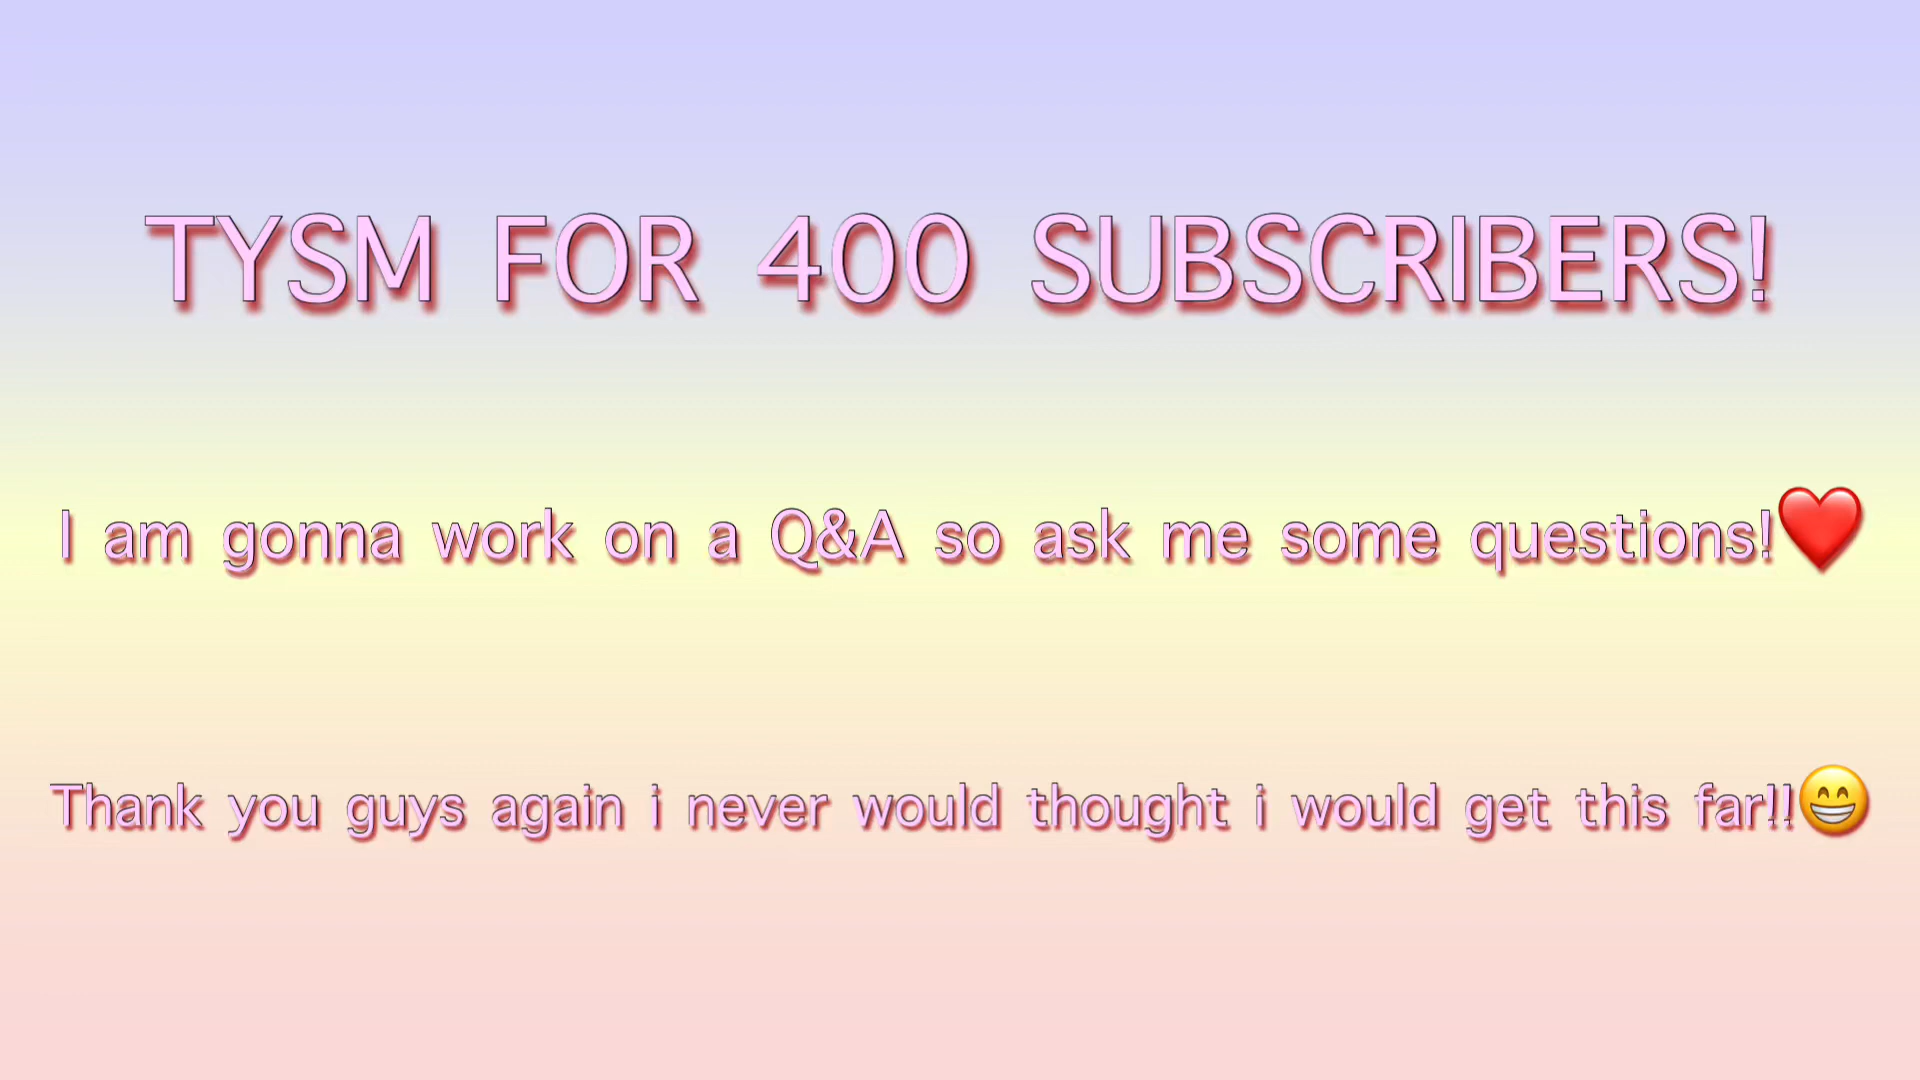 TYSM FOR 400 SUBSCRIBERS!
I am gonna work on a Q&A so ask me some questions!❤️
Thank you guys again i never would thought i would get this far!!😁